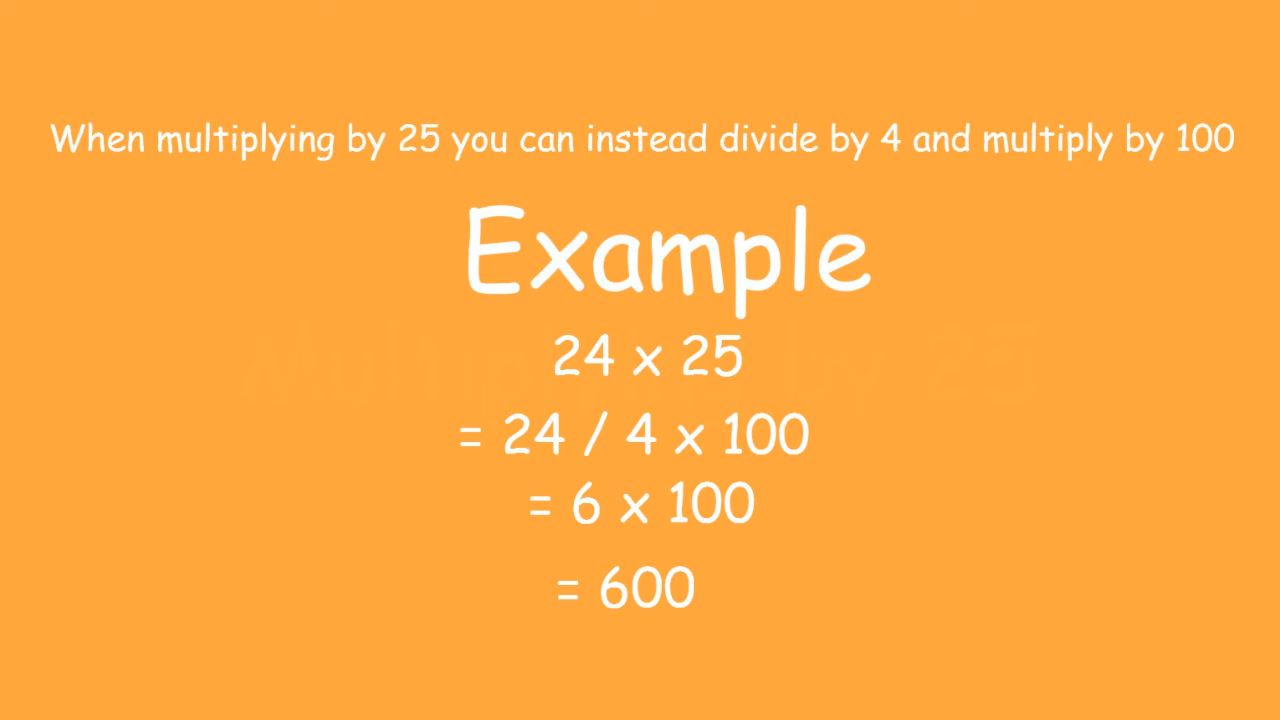 When multiplying by 25 you can instead divide by 4 and multiply by 100
Example
24 x 25
= 24 / 4 x 100
= 6 x 100
= 600